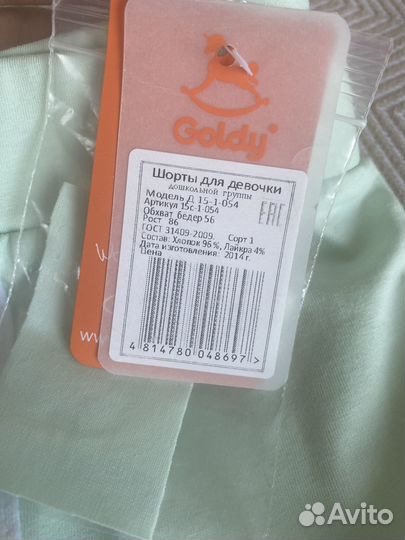 Goldy
Шорты для девочки
дошкольной группы
Модель Д 15-1-054
Артикул 15с-1-054
Обхват бедер 56
Рост 86
ГОСТ 31409-2009. Сорт 1
Состав: Хлопок 96 %, Лайкра 4%
Дата изготовления: 2014 г.
Цена
EAC
4 814780 048697 >
www.
Avito